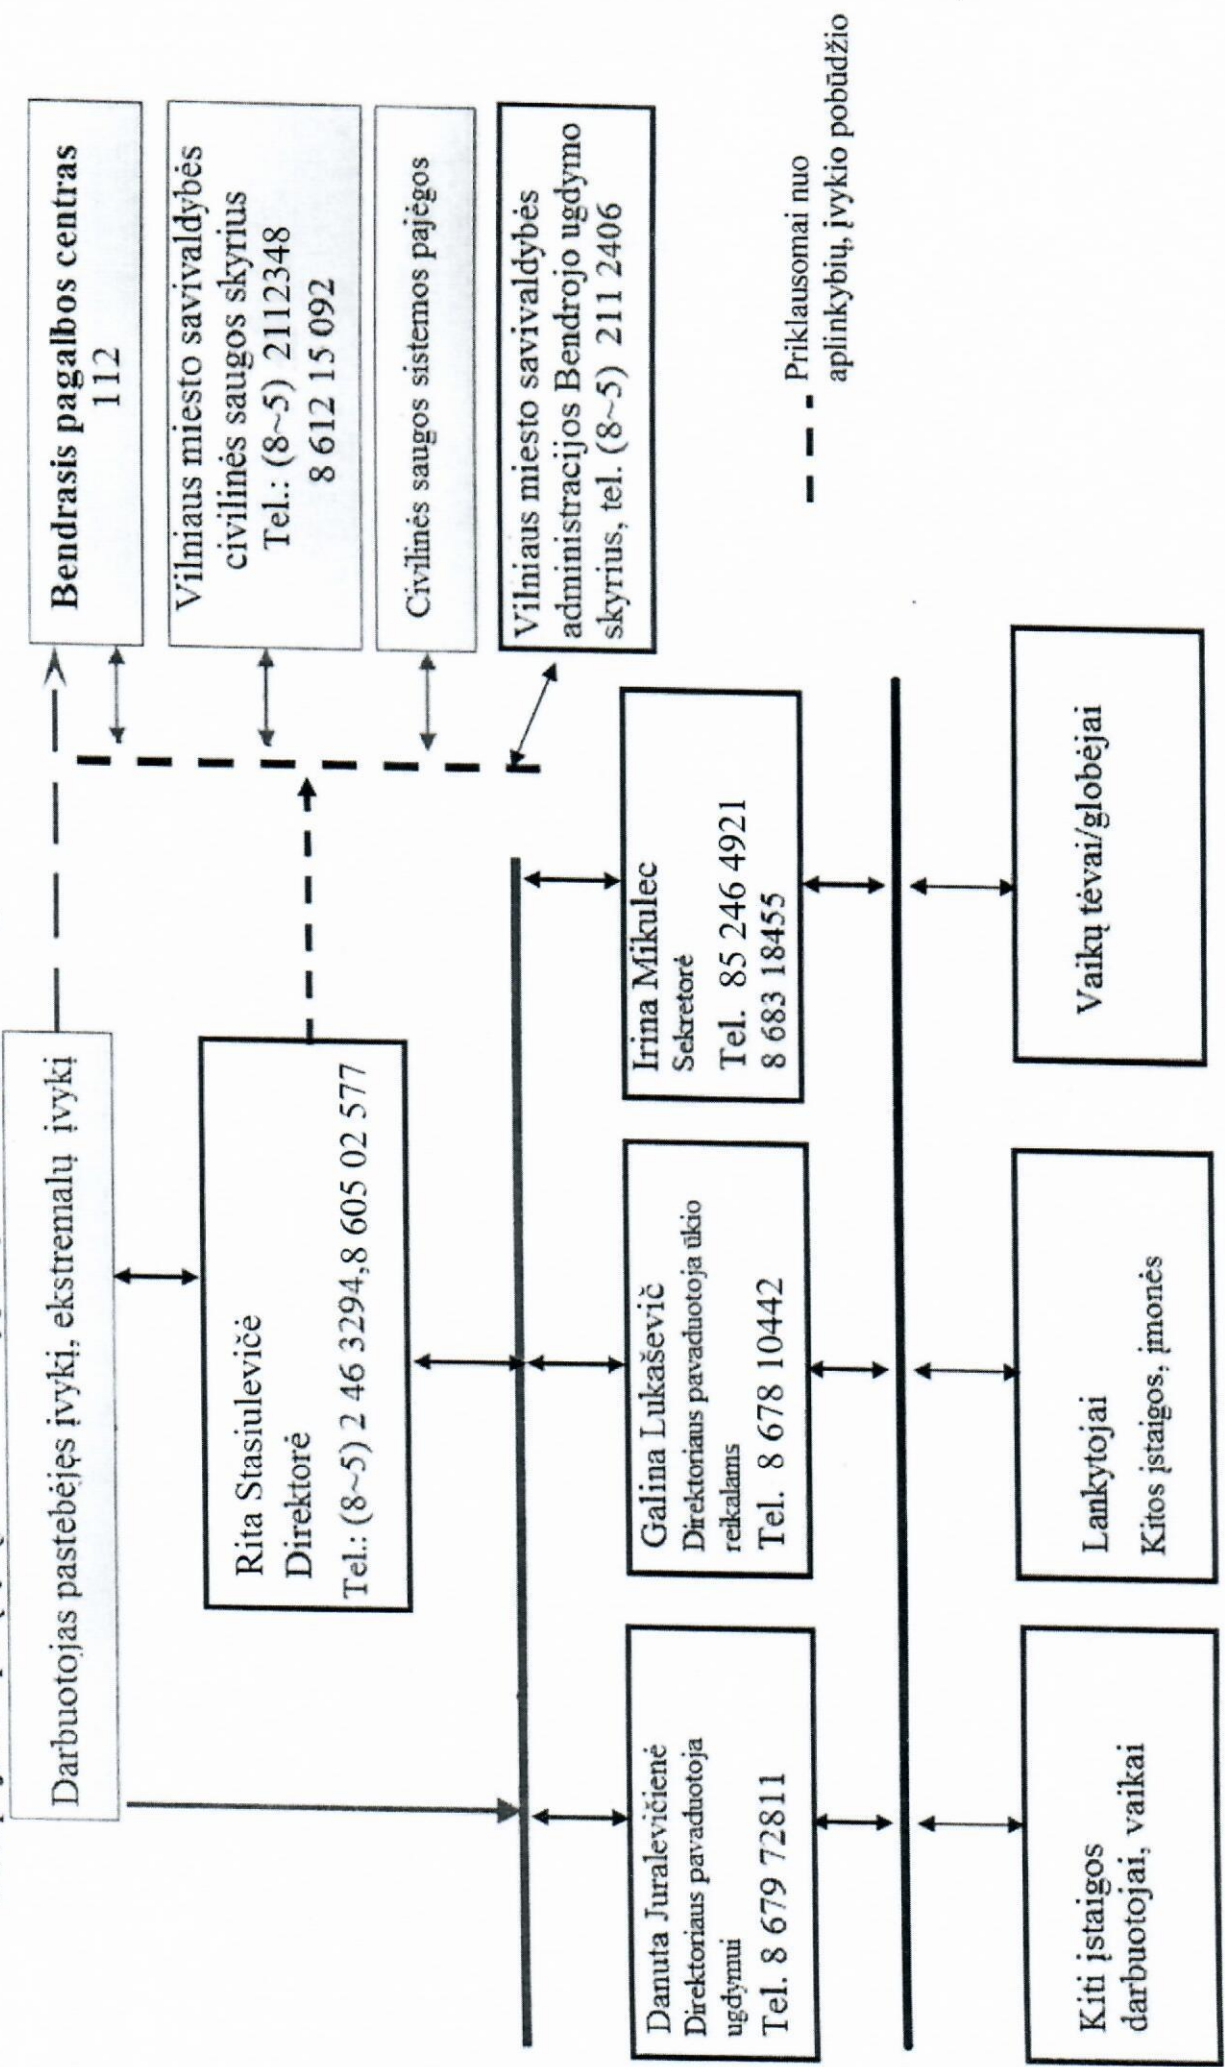 Darbuotojas pastebėjęs įvykį, ekstremalų įvykį
Bendrasis pagalbos centras
112
Vilniaus miesto savivaldybės
civilinės saugos skyrius
Tel.: (8~5) 2112348
8 612 15 092
Civilinės saugos sistemos pajėgos
Vilniaus miesto savivaldybės
administracijos Bendrojo ugdymo
skyrius, tel. (8~5) 211 2406
Rita Stasiulevičė
Direktorė
Tel.: (8~5) 2 46 3294,8 605 02 577
Priklausomai nuo
aplinkybių, įvykio pobūdžio
Danuta Juralevičienė
Direktoriaus pavaduotoja
ugdymui
Tel. 8 679 72811
Galina Lukaševič
Direktoriaus pavaduotoja ūkio
reikalams
Tel. 8 678 10442
Irina Mikulec
Sekretorė
Tel. 85 246 4921
8 683 18455
Kiti įstaigos
darbuotojai, vaikai
Lankytojai
Kitos įstaigos, įmonės
Vaikų tėvai/globėjai